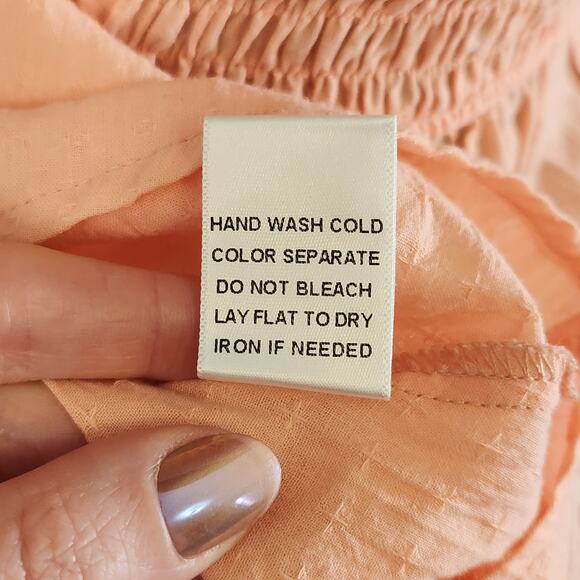 HAND WASH COLD
COLOR SEPARATE
DO NOT BLEACH
LAY FLAT TO DRY
IRON IF NEEDED